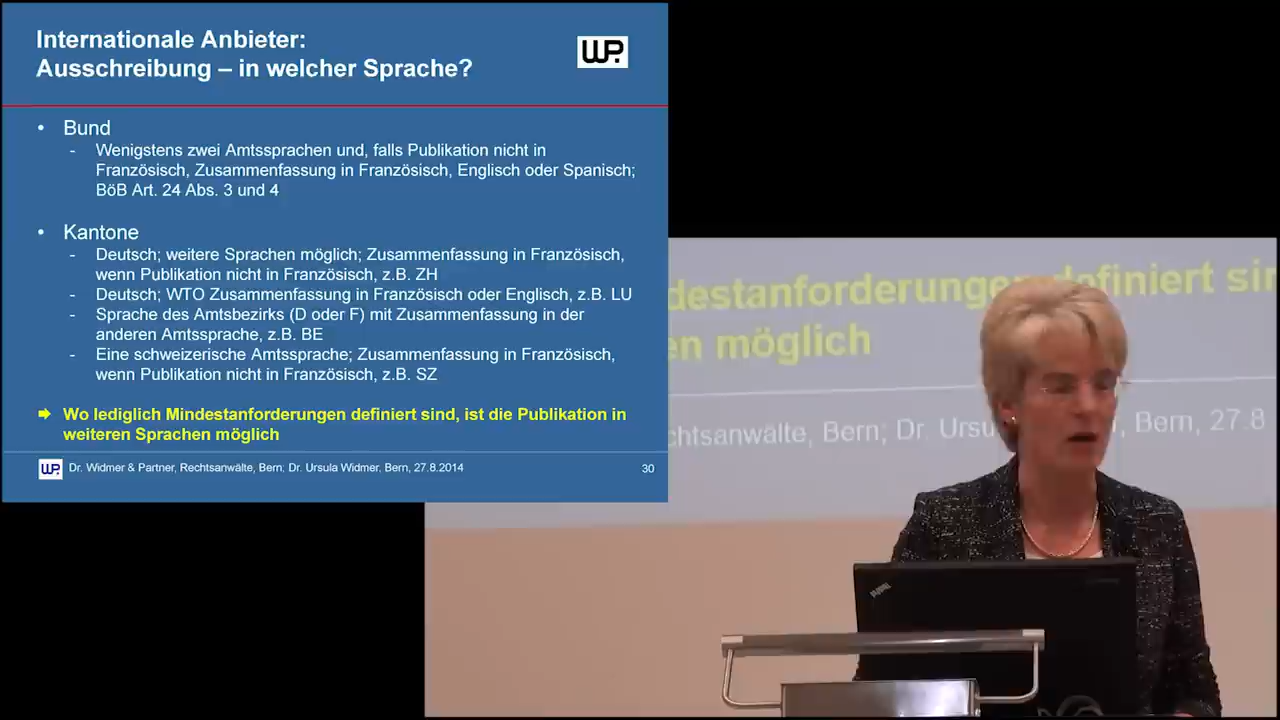 Internationale Anbieter:
Ausschreibung – in welcher Sprache?
WP.
• Bund
- Wenigstens zwei Amtssprachen und, falls Publikation nicht in
Französisch, Zusammenfassung in Französisch, Englisch oder Spanisch;
BöB Art. 24 Abs. 3 und 4
• Kantone
- Deutsch; weitere Sprachen möglich; Zusammenfassung in Französisch,
wenn Publikation nicht in Französisch, z.B. ZH
- Deutsch; WTO Zusammenfassung in Französisch oder Englisch, z.B. LU
- Sprache des Amtsbezirks (D oder F) mit Zusammenfassung in der
anderen Amtssprache, z.B. BE
- Eine schweizerische Amtssprache; Zusammenfassung in Französisch,
wenn Publikation nicht in Französisch, z.B. SZ
➨ Wo lediglich Mindestanforderungen definiert sind, ist die Publikation in
weiteren Sprachen möglich
WP. Dr. Widmer & Partner, Rechtsanwälte, Bern. Dr. Ursula Widmer. Bern, 27.8.2014 30
destanforderungen definiert sin
en möglich
chtsanwälte, Bern; Dr. Ursu , Bern, 27.8
ThinkPad